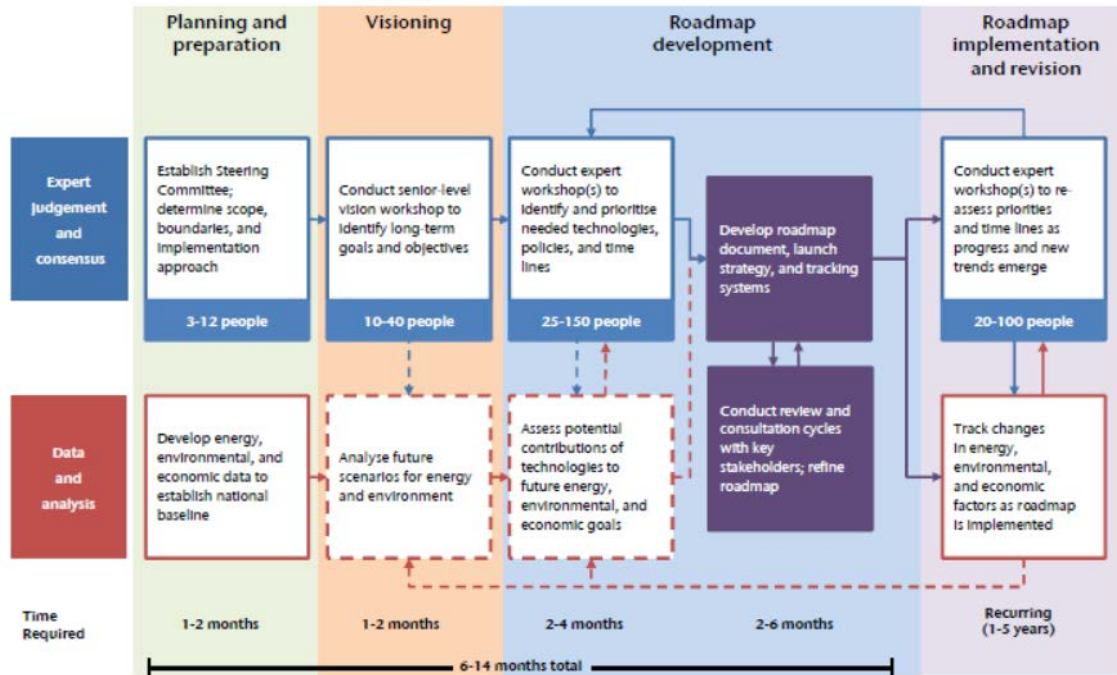 Planning and
preparation
Visioning
Roadmap
development
Roadmap
implementation
and revision
Expert
judgement
and
consensus
Establish Steering
Committee;
determine scope,
boundaries, and
implementation
approach
3-12 people
Conduct senior-level
vision workshop to
identify long-term
goals and objectives
10-40 people
Conduct expert
workshop(s) to
identify and prioritise
needed technologies,
policies, and time
lines
25-150 people
Develop roadmap
document, launch
strategy, and tracking
systems
Conduct expert
workshop(s) to re-
assess priorities
and time lines as
progress and new
trends emerge
20-100 people
Data
and
analysis
Develop energy,
environmental, and
economic data to
establish national
baseline
Analyse future
scenarios for energy
and environment
Assess potential
contributions of
technologies to
future energy,
environmental, and
economic goals
Conduct review and
consultation cycles
with key
stakeholders; refine
roadmap
Track changes
in energy,
environmental,
and economic
factors as roadmap
is implemented
Time
Required
1-2 months
1-2 months
2-4 months
2-6 months
Recurring
(1-5 years)
6-14 months total